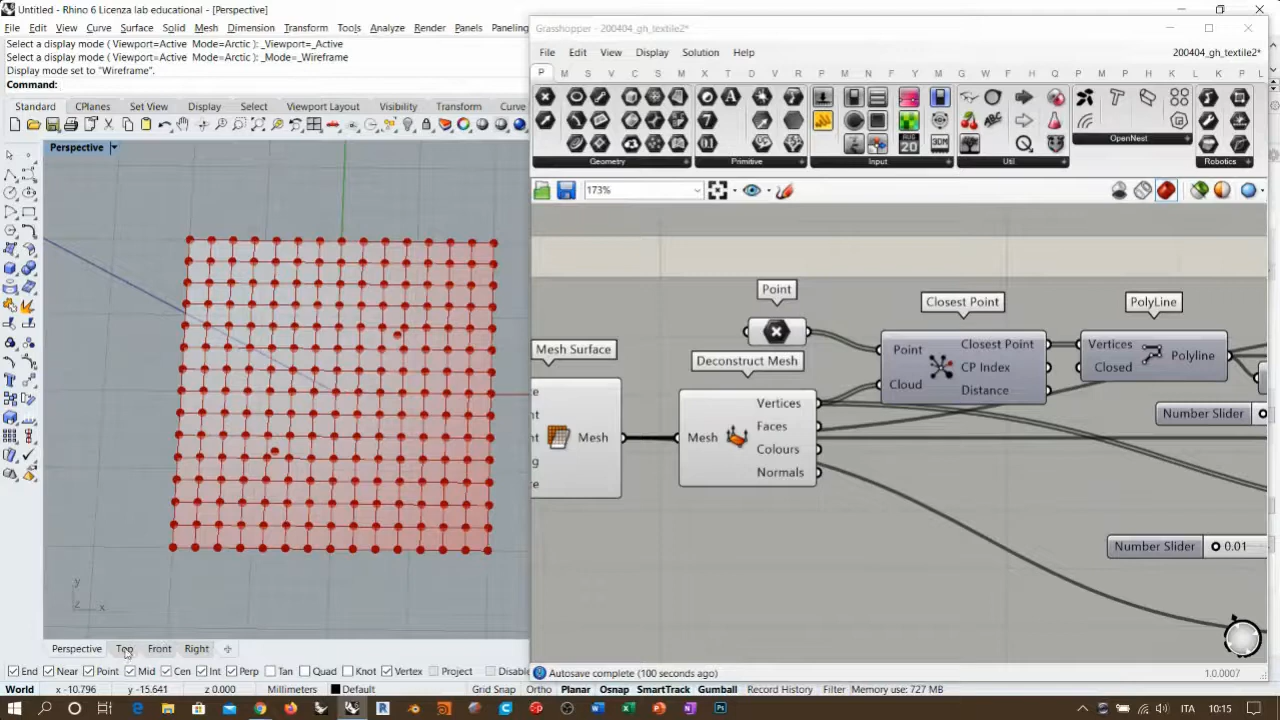 Untitled - Rhino 6 Licenza lab educational - [Perspective]
File Edit View Curve Surface Solid Mesh Dimension Transform Tools Analyze Render Panels Paneling
Select a display mode ( Viewport=Active  Mode=Arctic ): _Viewport=_Active
Select a display mode ( Viewport=Active  Mode=Arctic ): _Mode=_Wireframe
Display mode set to "Wireframe".
Command:
Standard CPlanes Set View Display Select Viewport Layout Visibility Transform Curve
Perspective
Grasshopper - 200404_gh_textile2*
File Edit View Display Solution Help 200404_gh_textile2*
P M S V C S M X T D V R P L F E Y M G W H F H K O M A T K L K S P L
Geometry Primitive Input Util OpenNest Robotics
173%
Point
Closest Point
PolyLine
Mesh Surface
Deconstruct Mesh
Point
Cloud
Closest Point
CP Index
Distance
Vertices
Closed
Polyline
Mesh
Mesh
Vertices
Faces
Colours
Normals
Number Slider
Number Slider 0.01
Autosave complete (100 seconds ago) 1.0.0007
y
z x
Perspective Top Front Right
End Near Point Mid Cen Int Perp Tan Quad Knot Vertex Project Disable
World x -10.796 y -15.641 z 0.000 Millimeters Default Grid Snap Ortho Planar Osnap SmartTrack Gumball Record History Filter Memory use: 727 MB
ITA 10:15